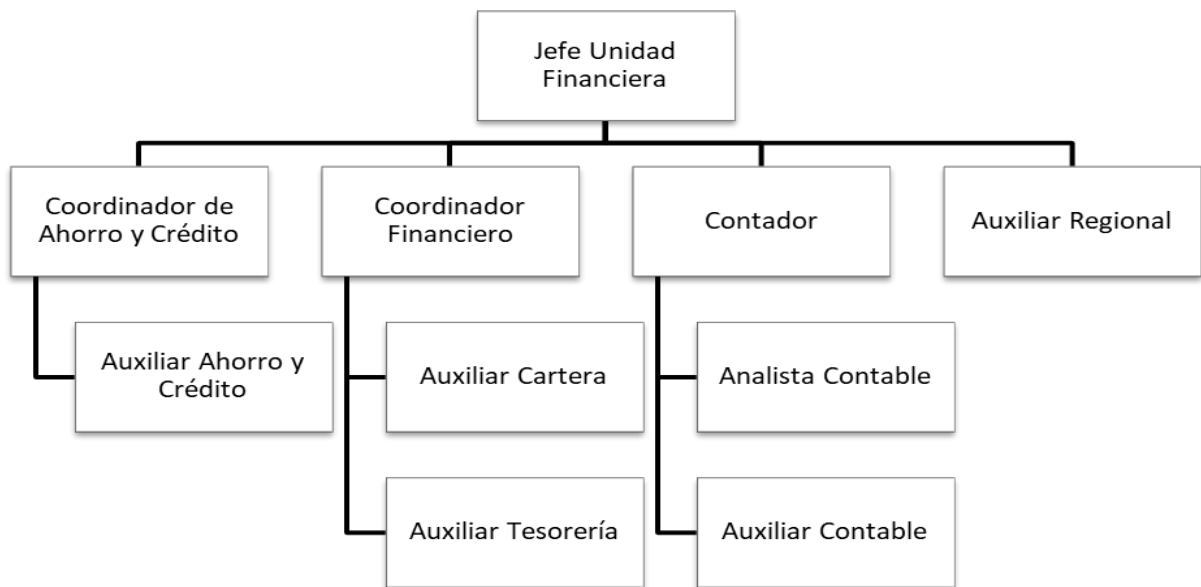 Jefe Unidad
Financiera
Coordinador de
Ahorro y Crédito
Coordinador
Financiero
Contador
Auxiliar Regional
Auxiliar Ahorro y
Crédito
Auxiliar Cartera
Analista Contable
Auxiliar Tesorería
Auxiliar Contable